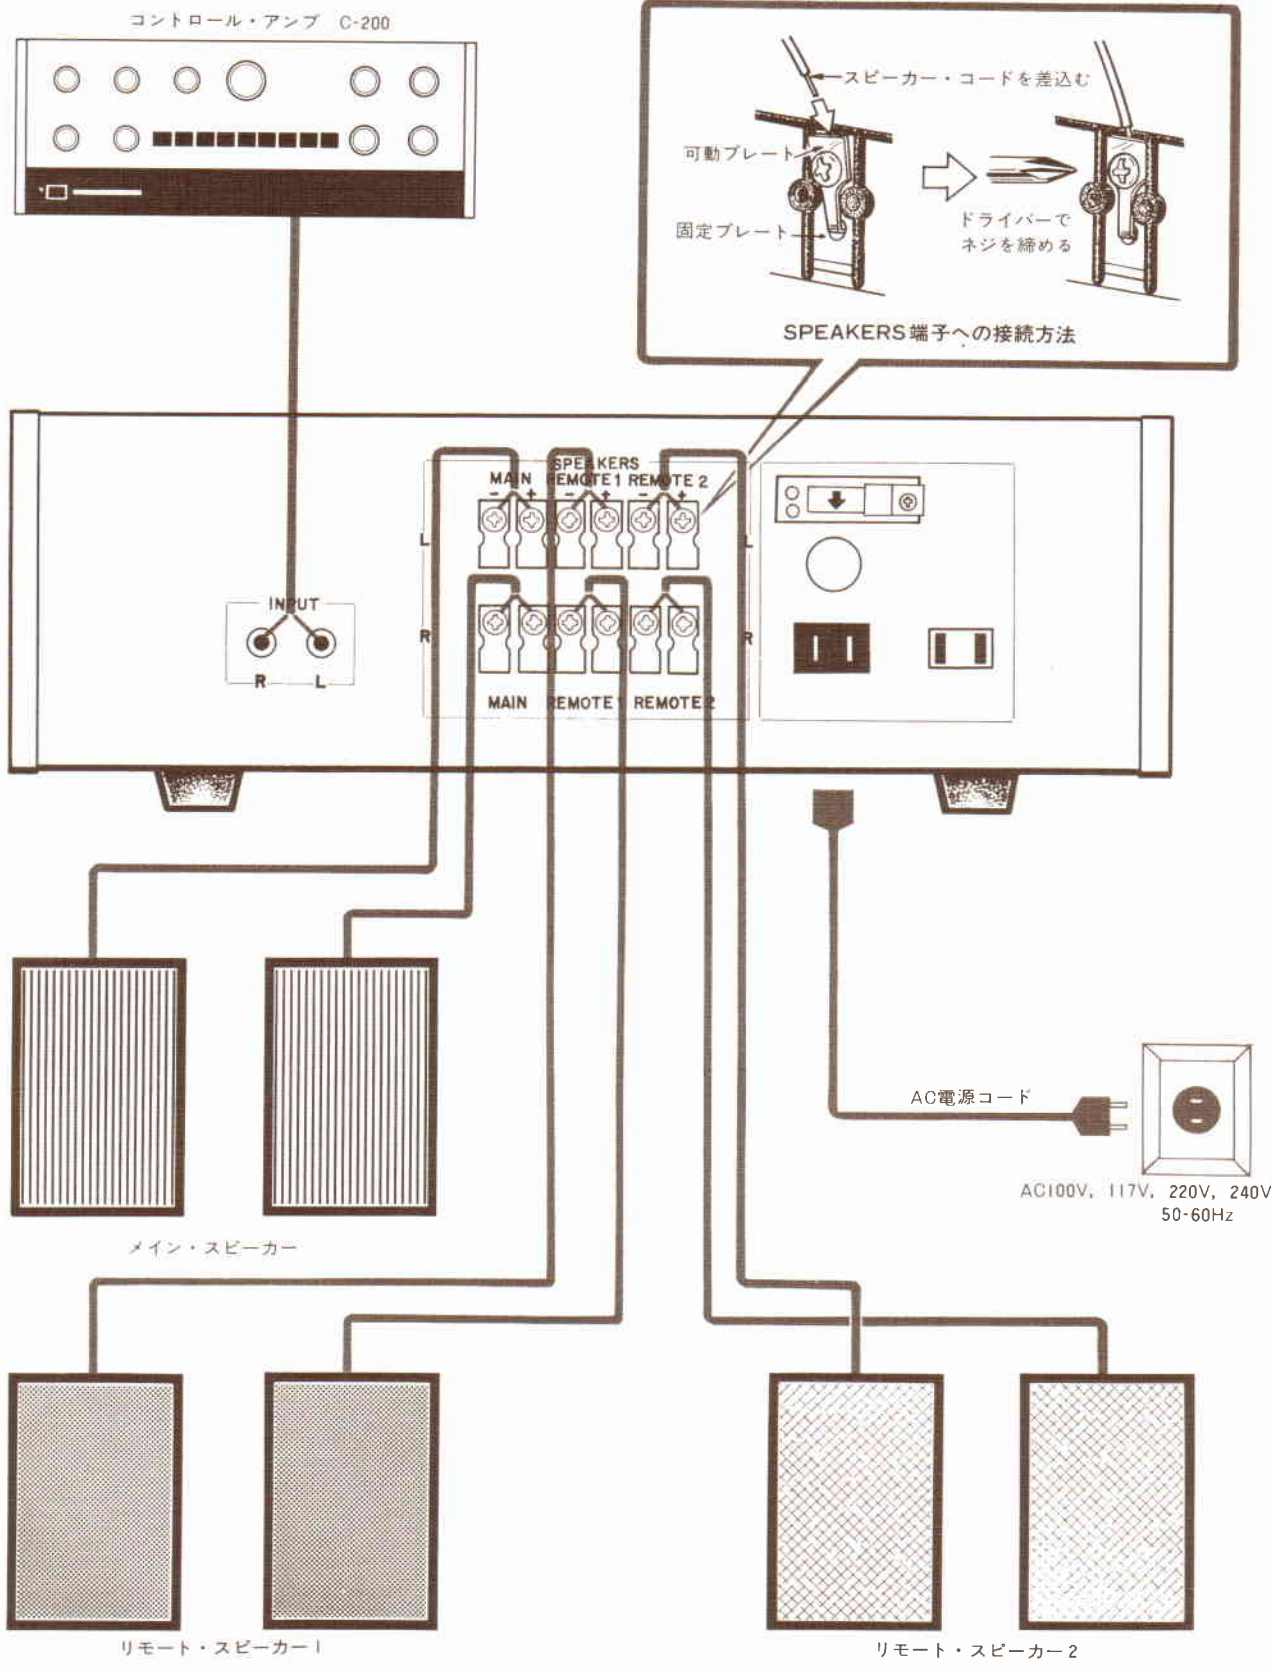 コントロール・アンプ C-200
スピーカー・コードを差込む
可動プレート
固定プレート
ドライバーで
ネジを締める
SPEAKERS端子への接続方法
SPEAKERS
MAIN REMOTE 1 REMOTE 2
- + - + - +
L L
INPUT
R R
R L
MAIN REMOTE 1 REMOTE 2
AC電源コード
AC100V, 117V, 220V, 240V
50-60Hz
メイン・スピーカー
リモート・スピーカー1
リモート・スピーカー2